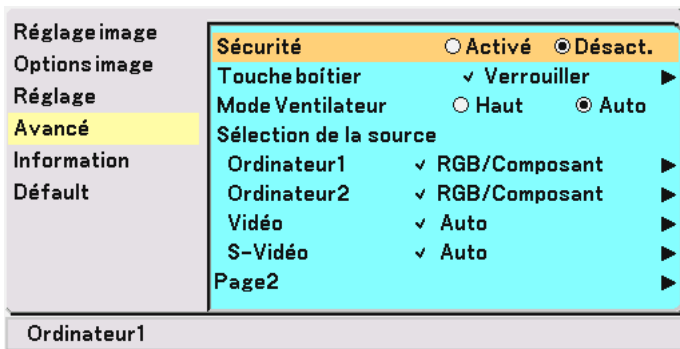 Réglage image
Options image
Réglage
Avancé
Information
Défault
Sécurité Activé Désact.
Touche boîtier ✓ Verrouiller ▶
Mode Ventilateur Haut Auto
Sélection de la source
Ordinateur1 ✓ RGB/Composant ▶
Ordinateur2 ✓ RGB/Composant ▶
Vidéo ✓ Auto ▶
S-Vidéo ✓ Auto ▶
Page2 ▶
Ordinateur1